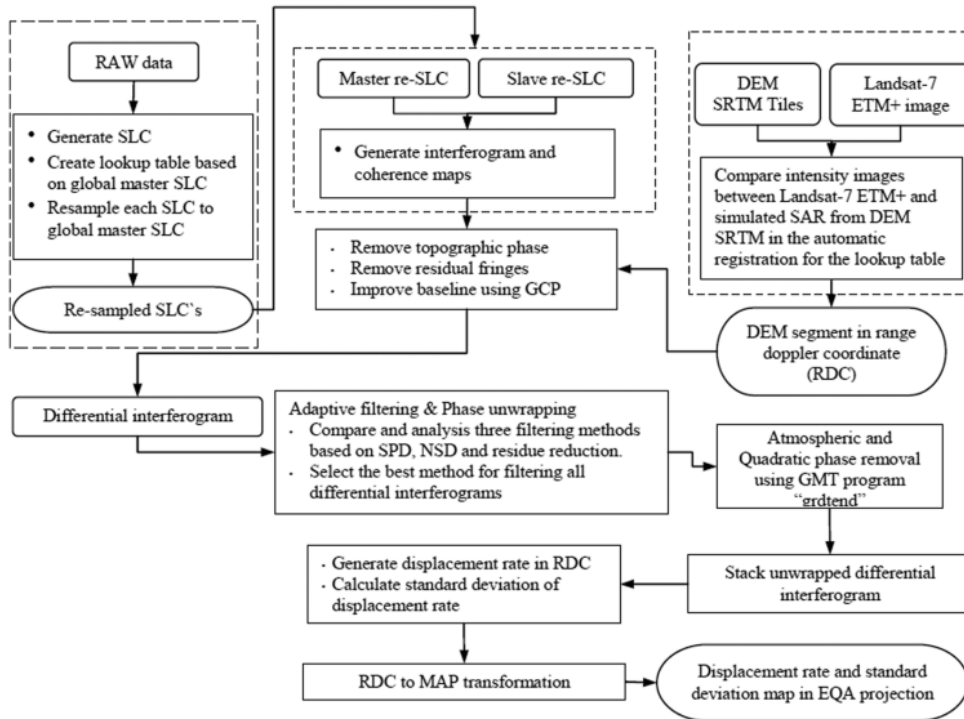 RAW data
• Generate SLC
• Create lookup table based
on global master SLC
• Resample each SLC to
global master SLC
Re-sampled SLC`s
Master re-SLC
Slave re-SLC
• Generate interferogram and
coherence maps
DEM
SRTM Tiles
Landsat-7
ETM+ image
Compare intensity images
between Landsat-7 ETM+ and
simulated SAR from DEM
SRTM in the automatic
registration for the lookup table
· Remove topographic phase
· Remove residual fringes
· Improve baseline using GCP
DEM segment in range
doppler coordinate
(RDC)
Differential interferogram
Adaptive filtering & Phase unwrapping
· Compare and analysis three filtering methods
based on SPD, NSD and residue reduction.
· Select the best method for filtering all
differential interferograms
Atmospheric and
Quadratic phase removal
using GMT program
“grdtend”
Stack unwrapped differential
interferogram
· Generate displacement rate in RDC
· Calculate standard deviation of
displacement rate
RDC to MAP transformation
Displacement rate and standard
deviation map in EQA projection